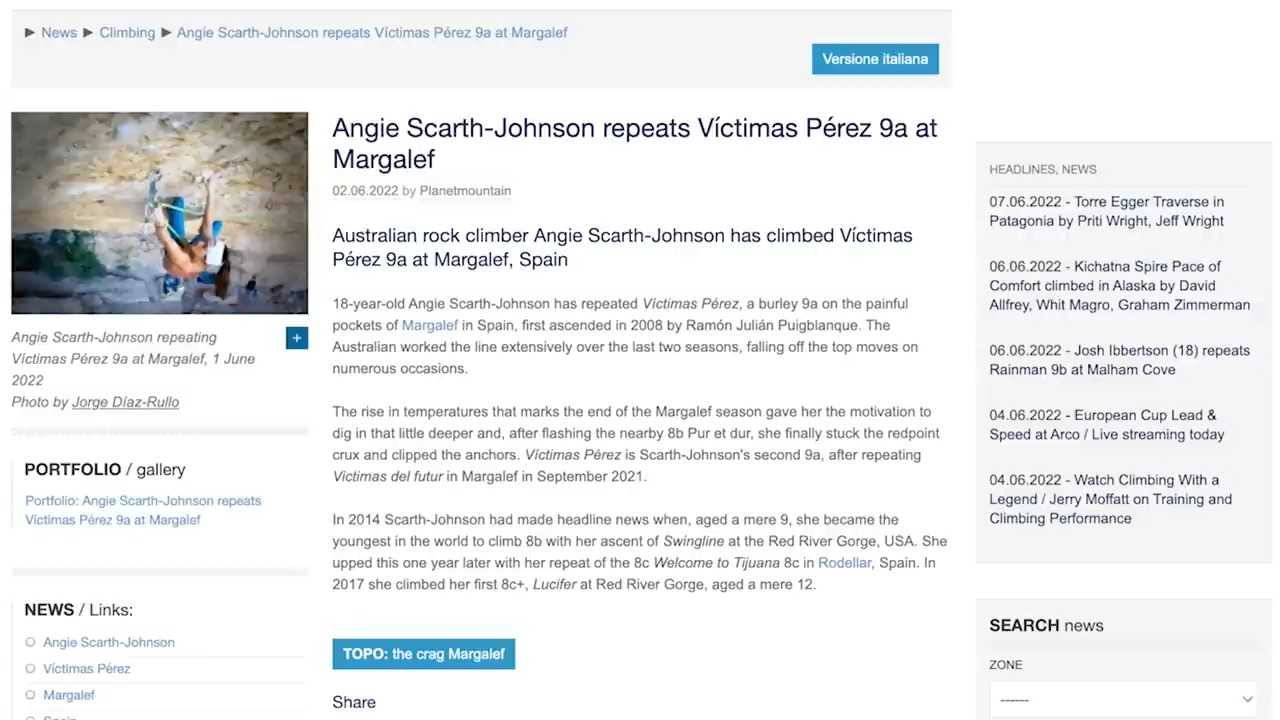 ► News ► Climbing ► Angie Scarth-Johnson repeats Víctimas Pérez 9a at Margalef
Versione italiana
Angie Scarth-Johnson repeating
Víctimas Pérez 9a at Margalef, 1 June
2022
Photo by Jorge Díaz-Rullo
+
PORTFOLIO / gallery
Portfolio: Angie Scarth-Johnson repeats
Víctimas Pérez 9a at Margalef
NEWS / Links:
Angie Scarth-Johnson
Víctimas Pérez
Margalef
Spain
Angie Scarth-Johnson repeats Víctimas Pérez 9a at
Margalef
02.06.2022 by Planetmountain
Australian rock climber Angie Scarth-Johnson has climbed Víctimas
Pérez 9a at Margalef, Spain
18-year-old Angie Scarth-Johnson has repeated Víctimas Pérez, a burley 9a on the painful
pockets of Margalef in Spain, first ascended in 2008 by Ramón Julián Puigblanque. The
Australian worked the line extensively over the last two seasons, falling off the top moves on
numerous occasions.
The rise in temperatures that marks the end of the Margalef season gave her the motivation to
dig in that little deeper and, after flashing the nearby 8b Pur et dur, she finally stuck the redpoint
crux and clipped the anchors. Víctimas Pérez is Scarth-Johnson's second 9a, after repeating
Victimas del futur in Margalef in September 2021.
In 2014 Scarth-Johnson had made headline news when, aged a mere 9, she became the
youngest in the world to climb 8b with her ascent of Swingline at the Red River Gorge, USA. She
upped this one year later with her repeat of the 8c Welcome to Tijuana 8c in Rodellar, Spain. In
2017 she climbed her first 8c+, Lucifer at Red River Gorge, aged a mere 12.
TOPO: the crag Margalef
Share
HEADLINES, NEWS
07.06.2022 - Torre Egger Traverse in
Patagonia by Priti Wright, Jeff Wright
06.06.2022 - Kichatna Spire Pace of
Comfort climbed in Alaska by David
Allfrey, Whit Magro, Graham Zimmerman
06.06.2022 - Josh Ibbertson (18) repeats
Rainman 9b at Malham Cove
04.06.2022 - European Cup Lead &
Speed at Arco / Live streaming today
04.06.2022 - Watch Climbing With a
Legend / Jerry Moffatt on Training and
Climbing Performance
SEARCH news
ZONE
------